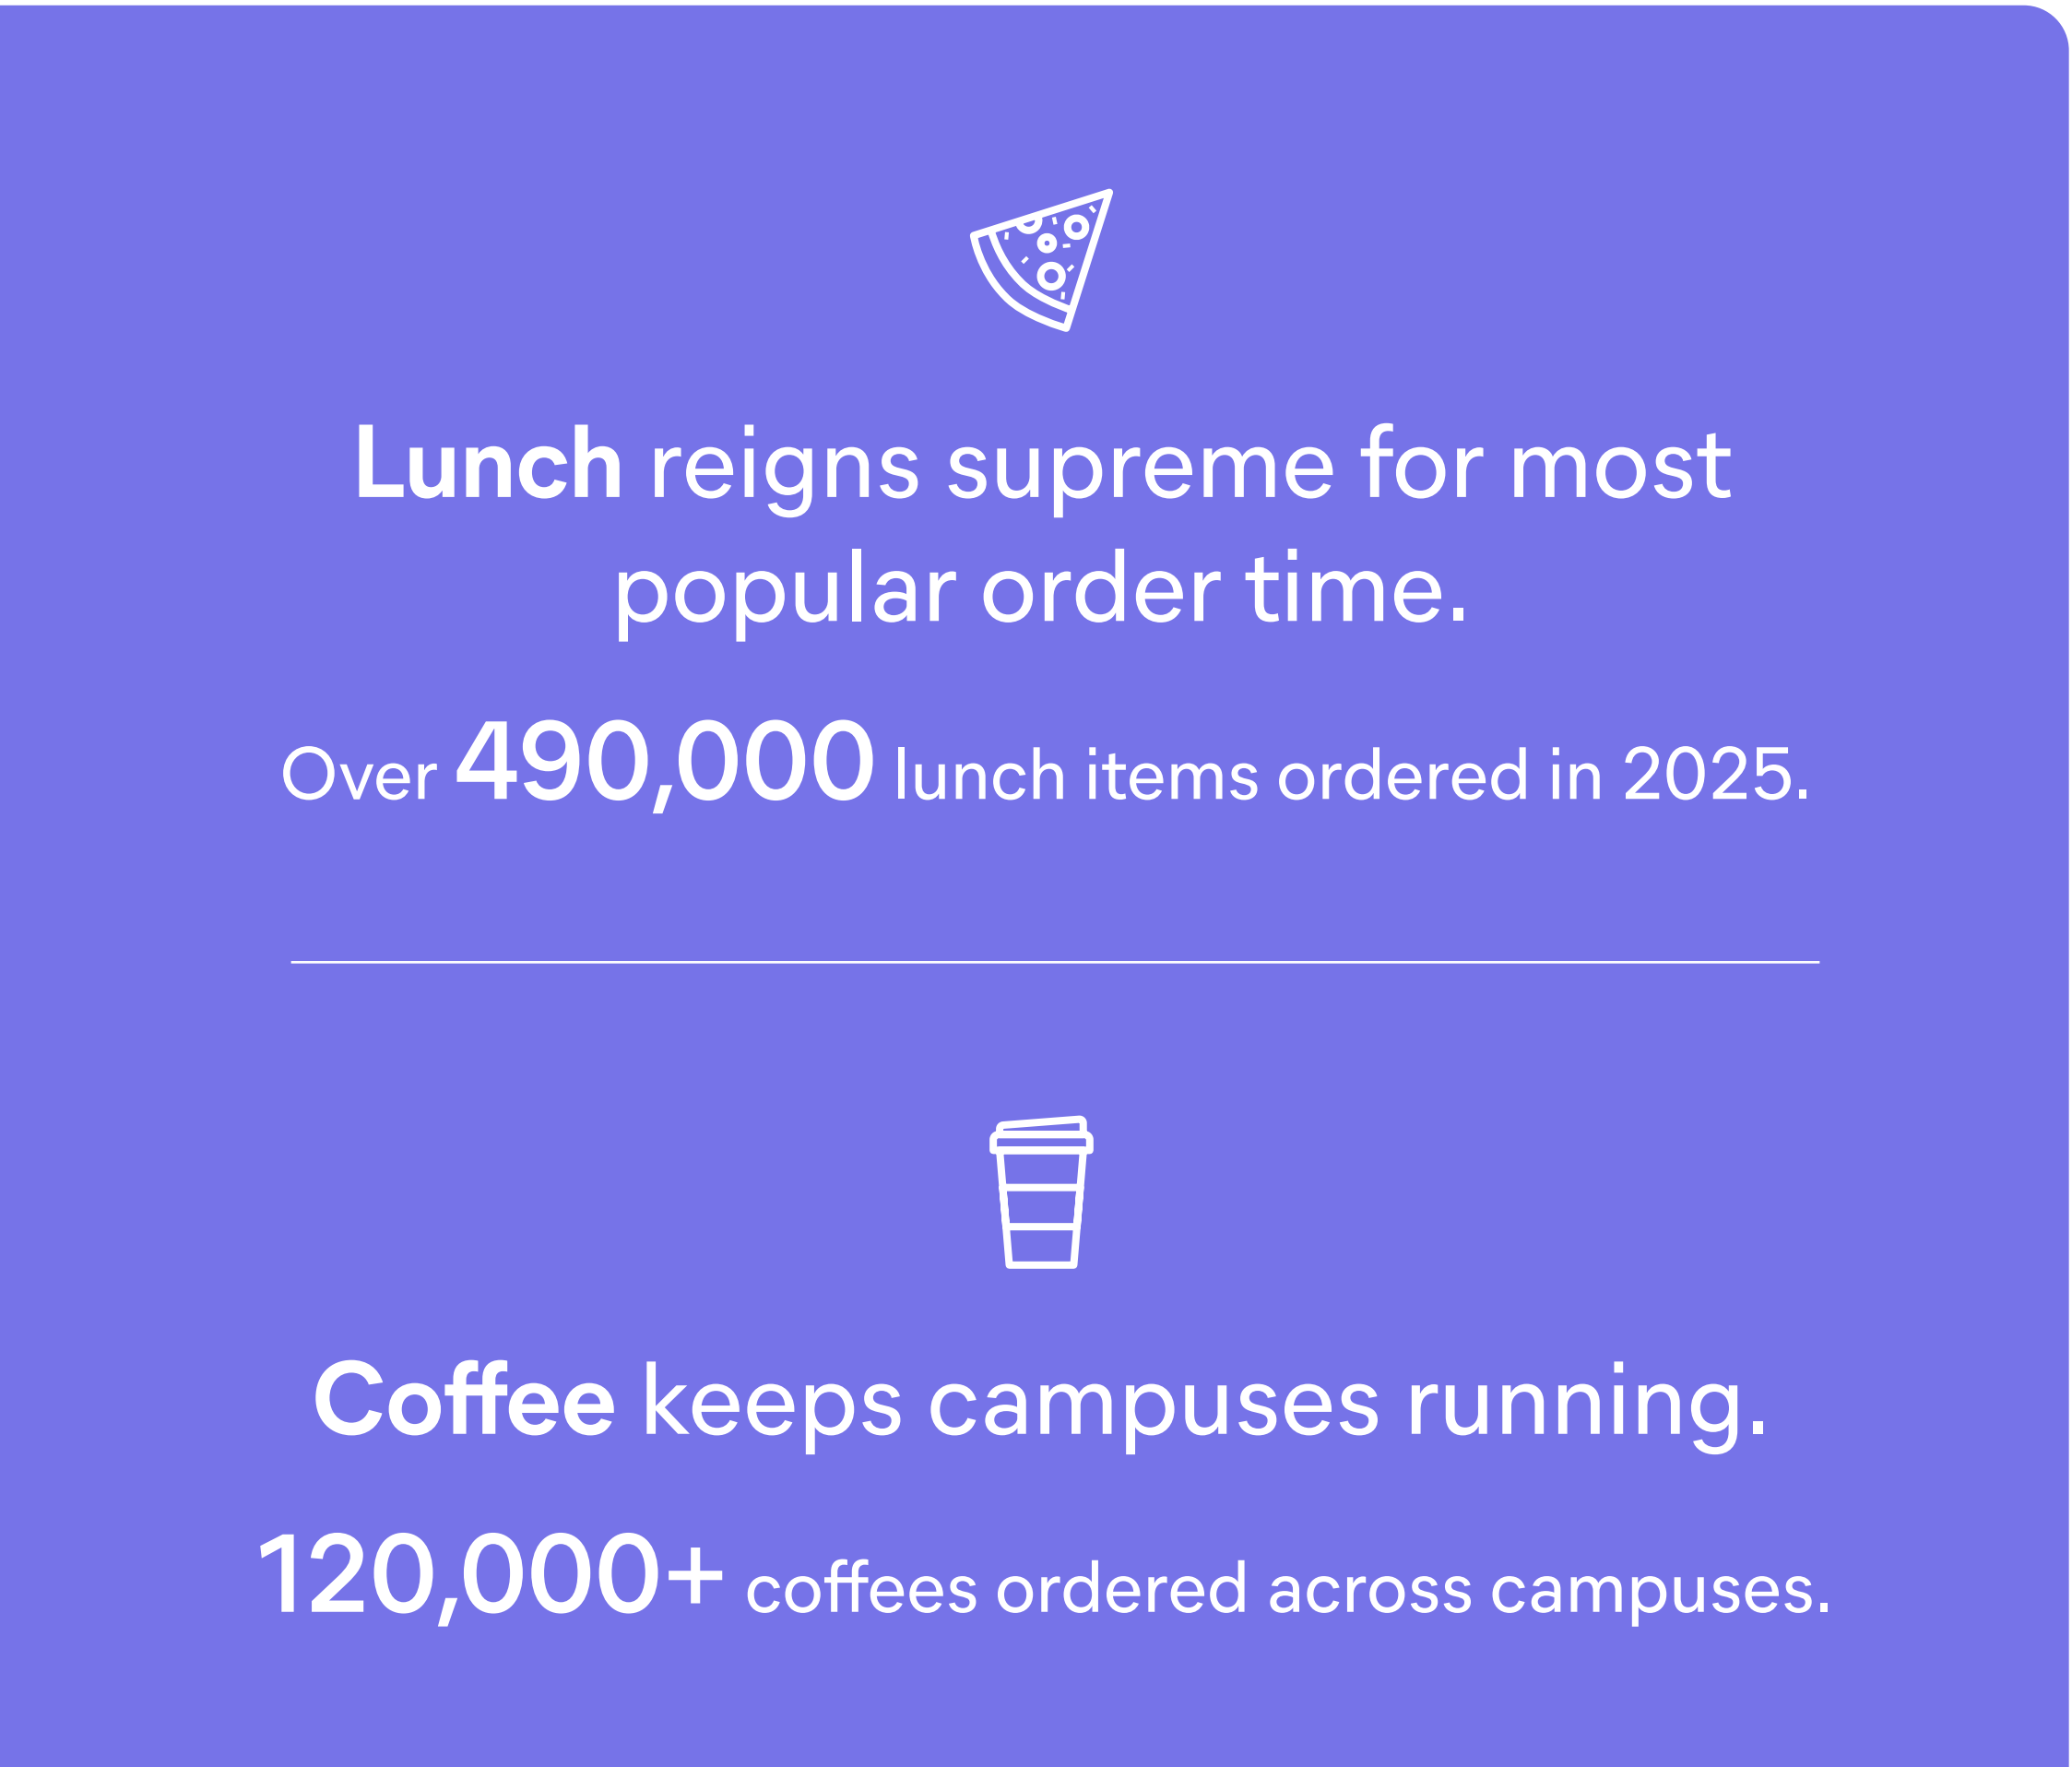 Lunch reigns supreme for most
popular order time.
Over 490,000 lunch items ordered in 2025.
Coffee keeps campuses running.
120,000+ coffees ordered across campuses.